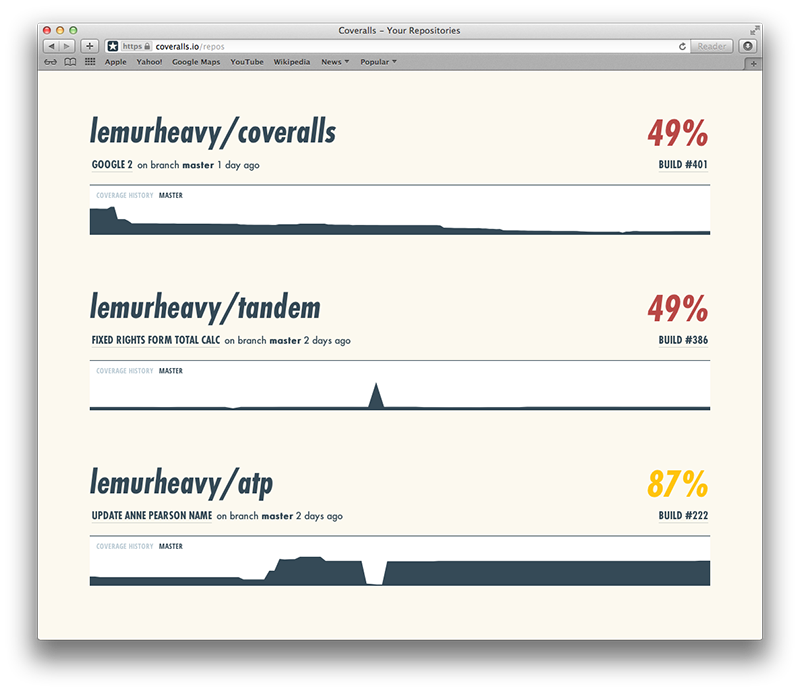 Coveralls – Your Repositories
https coveralls.io/repos Reader
Apple Yahoo! Google Maps YouTube Wikipedia News Popular
lemurheavy/coveralls 49%
GOOGLE 2 on branch master 1 day ago BUILD #401
COVERAGE HISTORY MASTER
lemurheavy/tandem 49%
FIXED RIGHTS FORM TOTAL CALC on branch master 2 days ago BUILD #386
COVERAGE HISTORY MASTER
lemurheavy/atp 87%
UPDATE ANNE PEARSON NAME on branch master 2 days ago BUILD #222
COVERAGE HISTORY MASTER